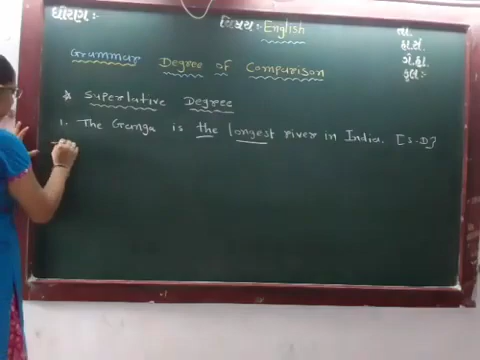 ધોરણ :-
વિષય :- English
તા.
હા.સં.
ગે.હા.
કુલ :-
Grammar Degree of Comparison
* Superlative Degree
1. The Ganga is the longest river in India. [S.D]